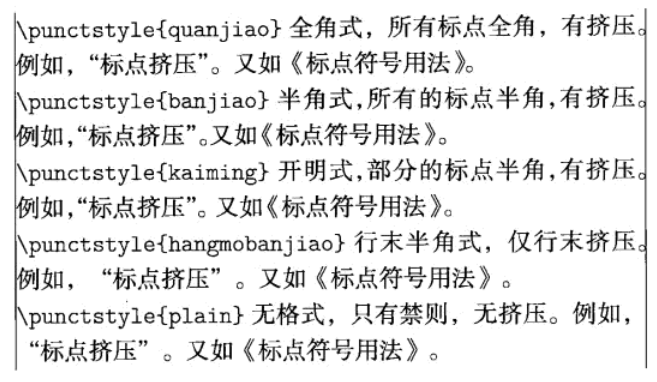 \punctstyle{quanjiao} 全角式，所有标点全角，有挤压。
例如，“标点挤压”。又如《标点符号用法》。
\punctstyle{banjiao} 半角式,所有的标点半角,有挤压。
例如,“标点挤压”。又如《标点符号用法》。
\punctstyle{kaiming} 开明式,部分的标点半角,有挤压。
例如,“标点挤压”。又如《标点符号用法》。
\punctstyle{hangmobanjiao} 行末半角式，仅行末挤压。
例如，“标点挤压”。又如《标点符号用法》。
\punctstyle{plain} 无格式，只有禁则，无挤压。例如，
“标点挤压”。又如《标点符号用法》。